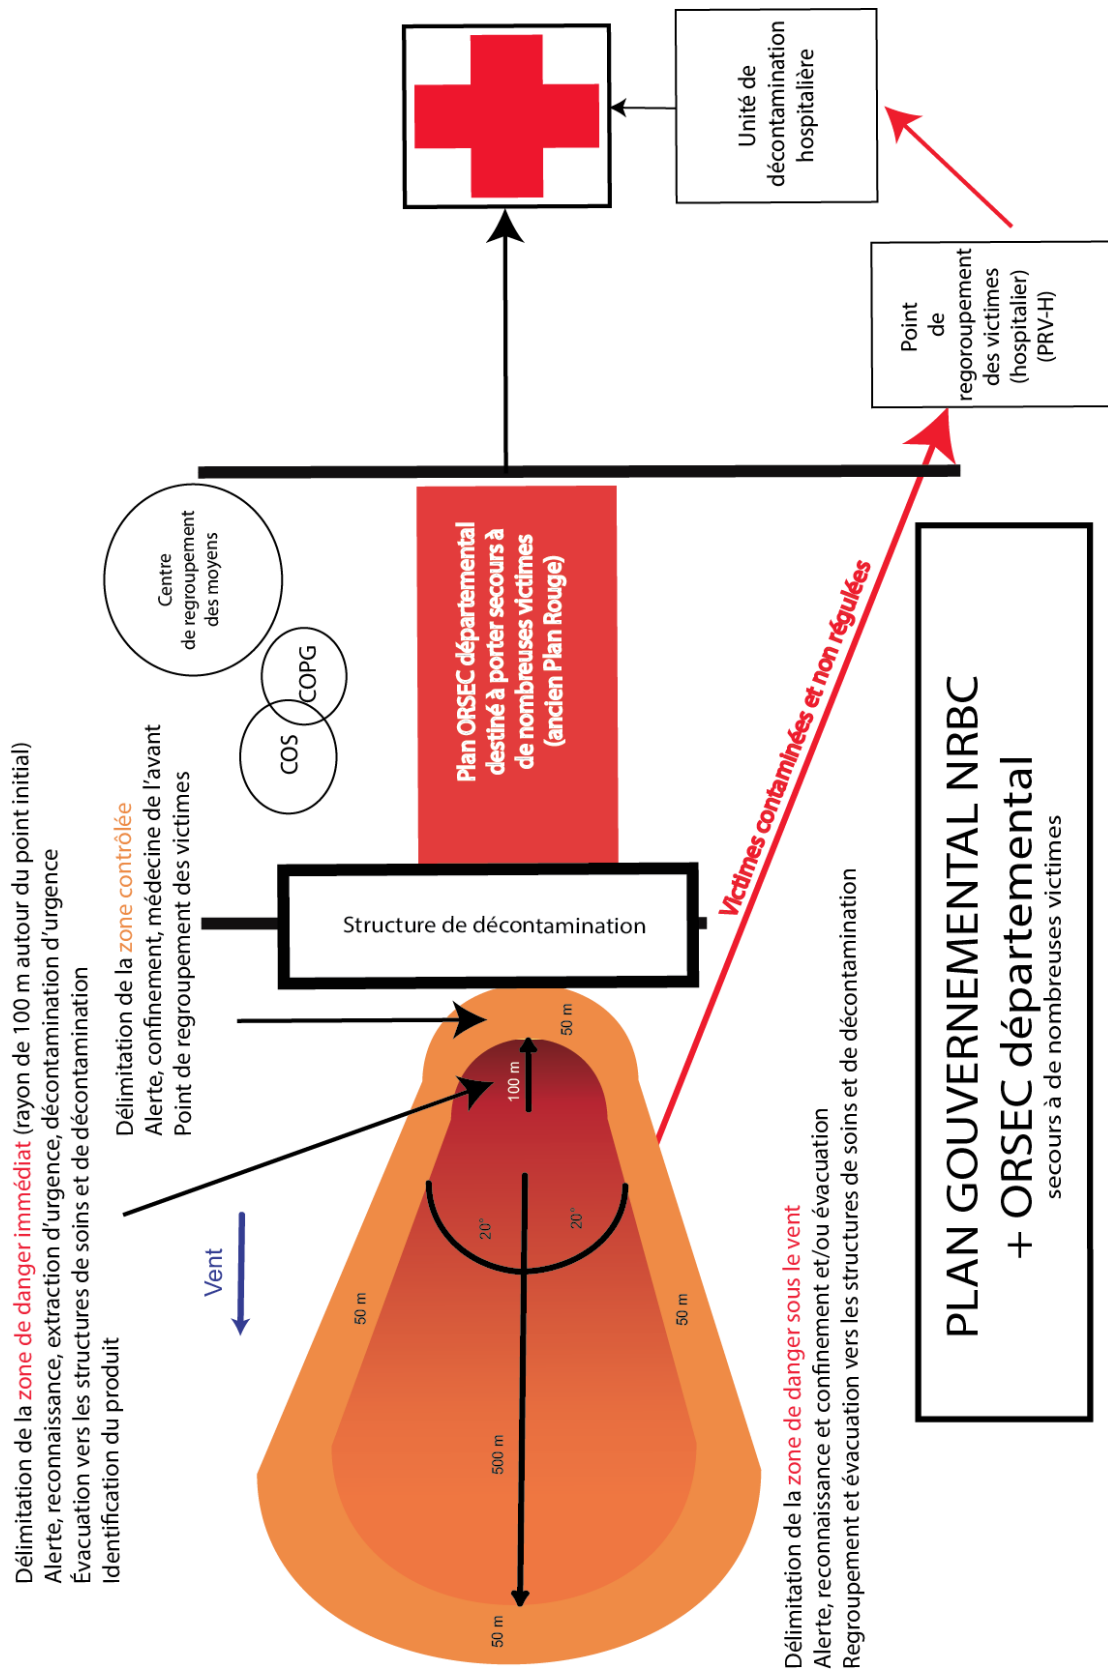 Délimitation de la zone de danger immédiat (rayon de 100 m autour du point initial)
Alerte, reconnaissance, extraction d'urgence, décontamination d'urgence
Évacuation vers les structures de soins et de décontamination
Identification du produit
Délimitation de la zone contrôlée
Alerte, confinement, médecine de l'avant
Point de regroupement des victimes
Vent
COS
COPG
Centre
de regroupement
des moyens
50 m
50 m
500 m
20°
20°
100 m
50 m
50 m
Structure de décontamination
Plan ORSEC départemental
destiné à porter secours à
de nombreuses victimes
(ancien Plan Rouge)
Victimes contaminées et non régulées
Unité de
décontamination
hospitalière
Point
de
regoroupement
des victimes
(hospitalier)
(PRV-H)
Délimitation de la zone de danger sous le vent
Alerte, reconnaissance et confinement et/ou évacuation
Regroupement et évacuation vers les structures de soins et de décontamination
PLAN GOUVERNEMENTAL NRBC
+ ORSEC départemental
secours à de nombreuses victimes